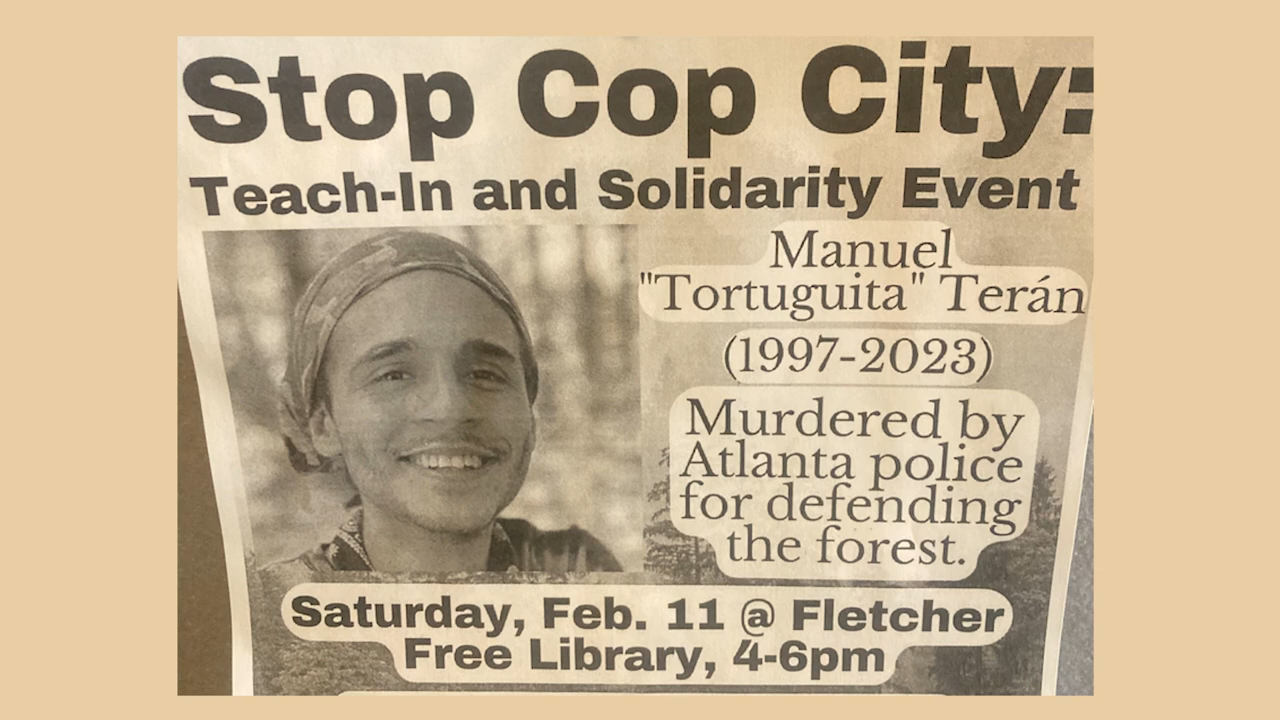 Stop Cop City:
Teach-In and Solidarity Event
Manuel
"Tortuguita" Terán
(1997-2023)
Murdered by
Atlanta police
for defending
the forest.
Saturday, Feb. 11 @ Fletcher
Free Library, 4-6pm